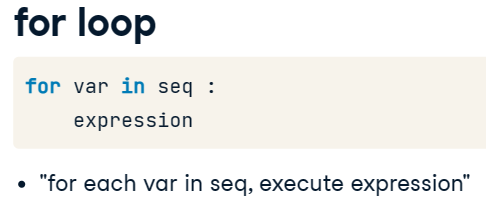 for loop
for var in seq :
    expression
• "for each var in seq, execute expression"